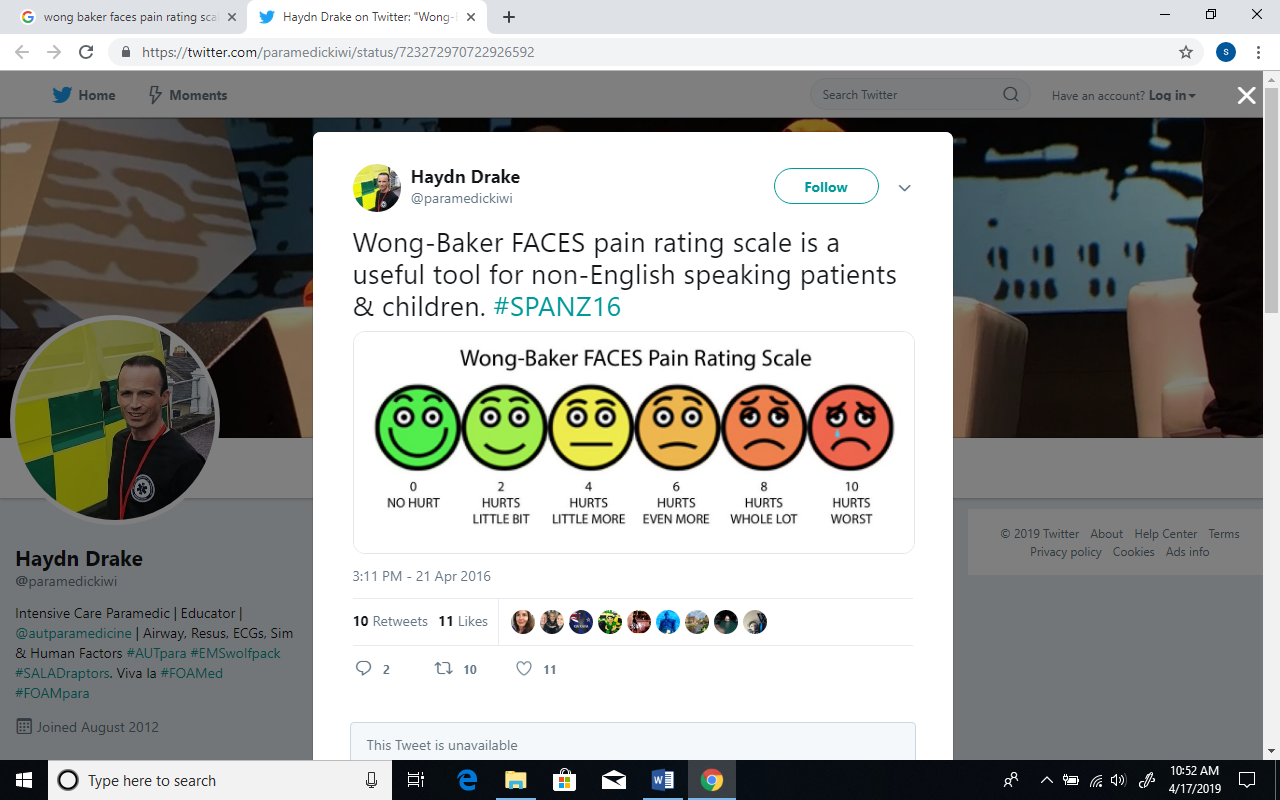 wong baker faces pain rating sca
Haydn Drake on Twitter: "Wong-
https://twitter.com/paramedickiwi/status/723272970722926592
s
Home
Moments
Search Twitter
Have an account? Log in
Haydn Drake
@paramedickiwi
Follow
Wong-Baker FACES pain rating scale is a
useful tool for non-English speaking patients
& children. #SPANZ16
Wong-Baker FACES Pain Rating Scale
0 2 4 6 8 10
NO HURT HURTS HURTS HURTS HURTS HURTS
LITTLE BIT LITTLE MORE EVEN MORE WHOLE LOT WORST
3:11 PM - 21 Apr 2016
10 Retweets 11 Likes
2 10 11
This Tweet is unavailable
Haydn Drake
@paramedickiwi
Intensive Care Paramedic | Educator |
@autparamedicine | Airway, Resus, ECGs, Sim
& Human Factors #AUTpara #EMSwolfpack
#SALADraptors. Viva la #FOAMed
#FOAMpara
Joined August 2012
© 2019 Twitter About Help Center Terms
Privacy policy Cookies Ads info
Type here to search
10:52 AM
4/17/2019